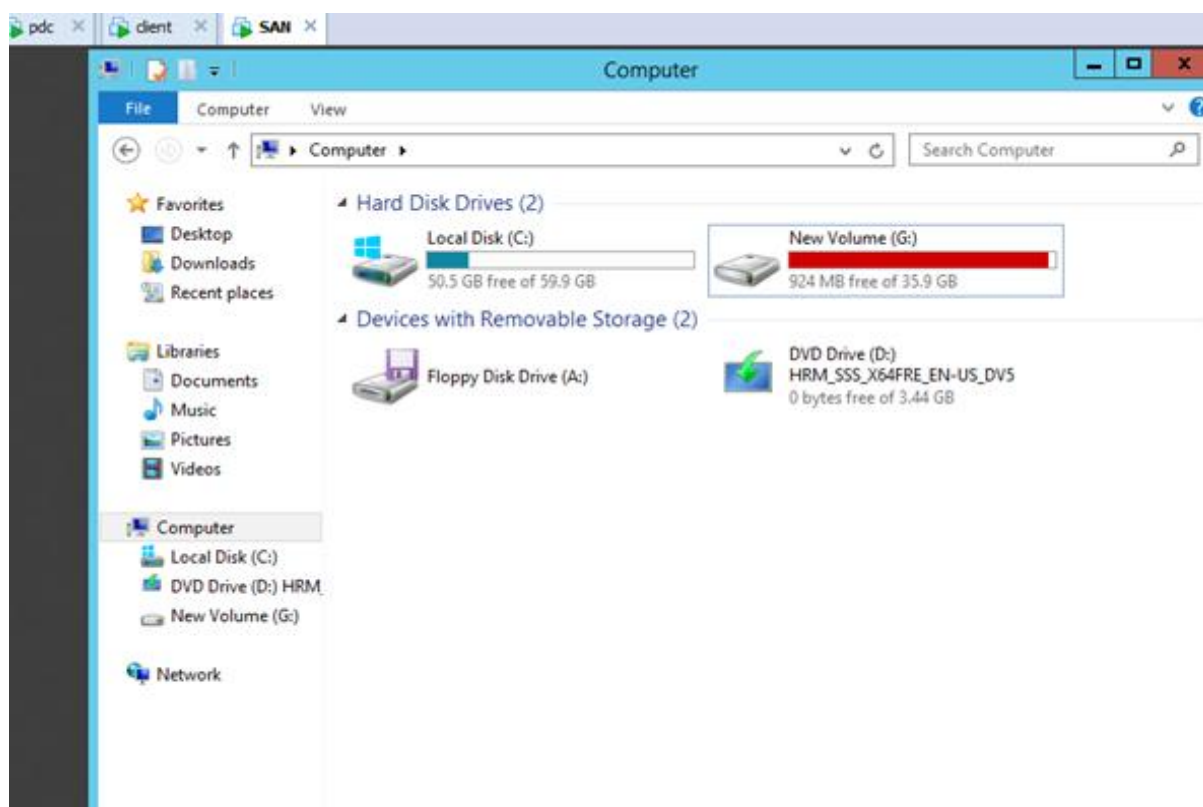 pdc
client
SAN
Computer
File
Computer
View
Computer
Search Computer
Favorites
Desktop
Downloads
Recent places
Libraries
Documents
Music
Pictures
Videos
Computer
Local Disk (C:)
DVD Drive (D:) HRM_
New Volume (G:)
Network
Hard Disk Drives (2)
Local Disk (C:)
50.5 GB free of 59.9 GB
New Volume (G:)
924 MB free of 35.9 GB
Devices with Removable Storage (2)
Floppy Disk Drive (A:)
DVD Drive (D:)
HRM_SSS_X64FRE_EN-US_DV5
0 bytes free of 3.44 GB